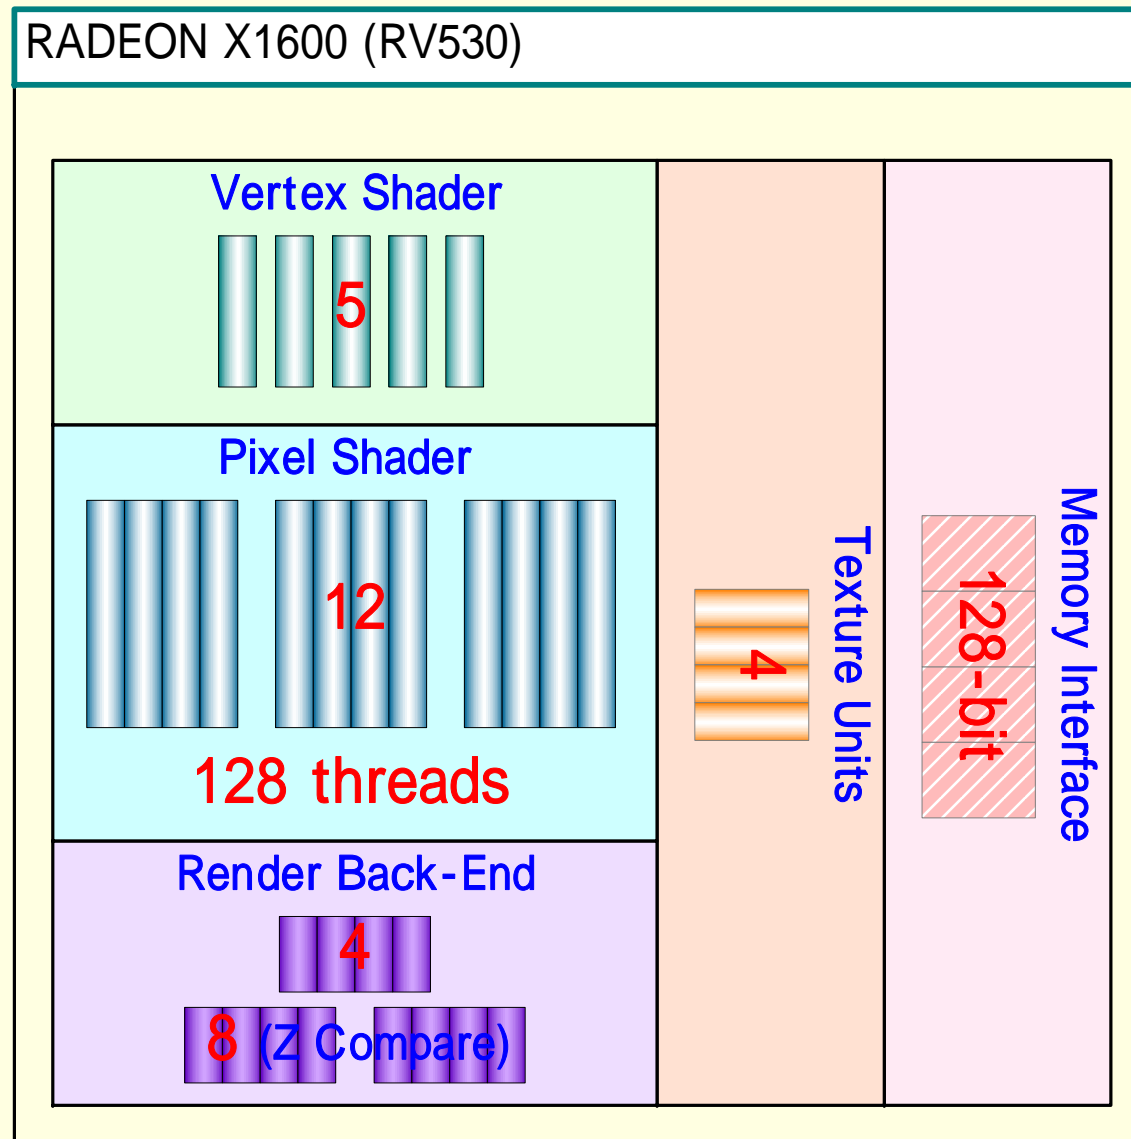 RADEON X1600 (RV530)
Vertex Shader
5
Pixel Shader
12
128 threads
Render Back-End
4
8 (Z Compare)
Texture Units
4
Memory Interface
128-bit